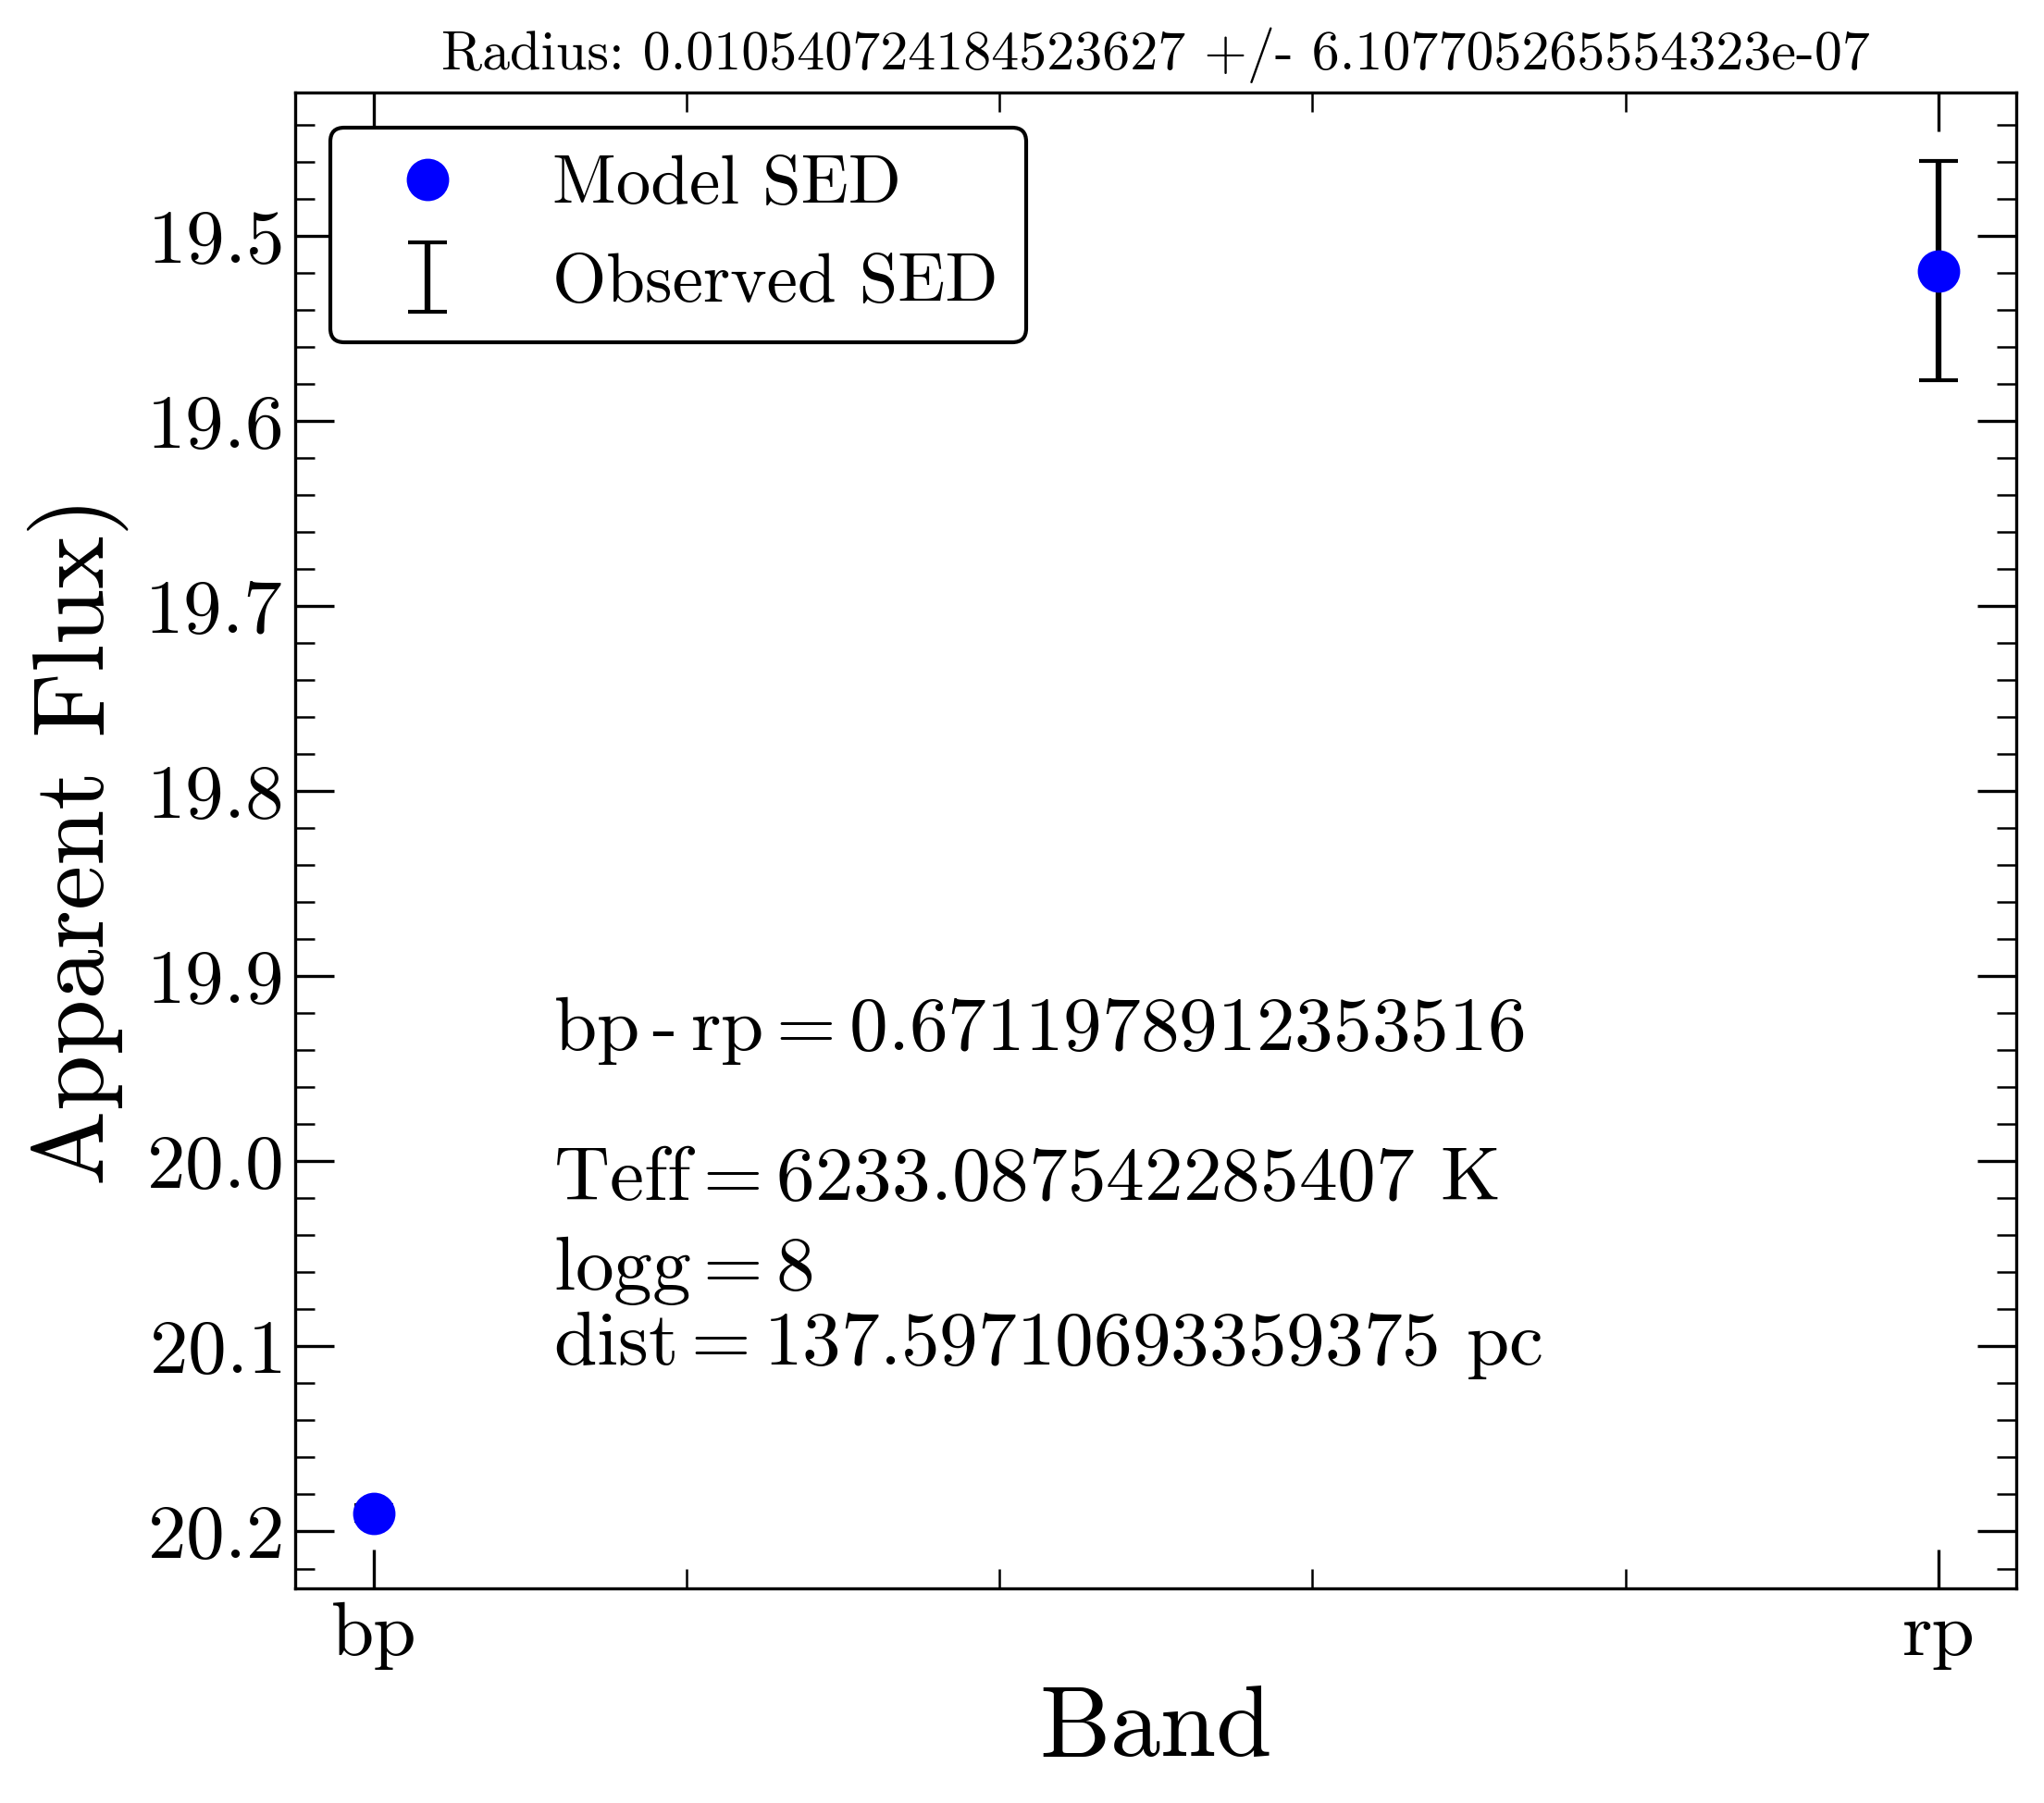 Radius: 0.010540724184523627 +/- 6.107705265554323e-07
Model SED
Observed SED
19.5
19.6
19.7
19.8
19.9
20.0
20.1
20.2
Apparent Flux)
bp - rp = 0.6711978912353516
Teff = 6233.087542285407 K
logg = 8
dist = 137.59710693359375 pc
bp
rp
Band